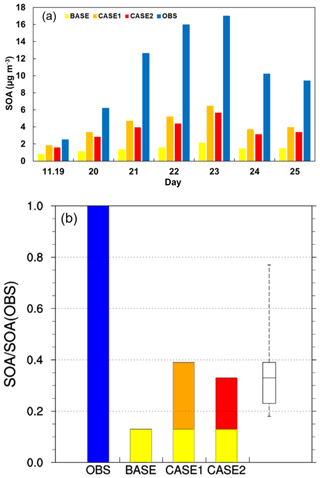 (a) BASE CASE1 CASE2 OBS
SOA (μg m⁻³)
18
16
14
12
10
8
6
4
2
0
11.19 20 21 22 23 24 25
Day
(b)
SOA/SOA(OBS)
1.0
0.8
0.6
0.4
0.2
0.0
OBS BASE CASE1 CASE2